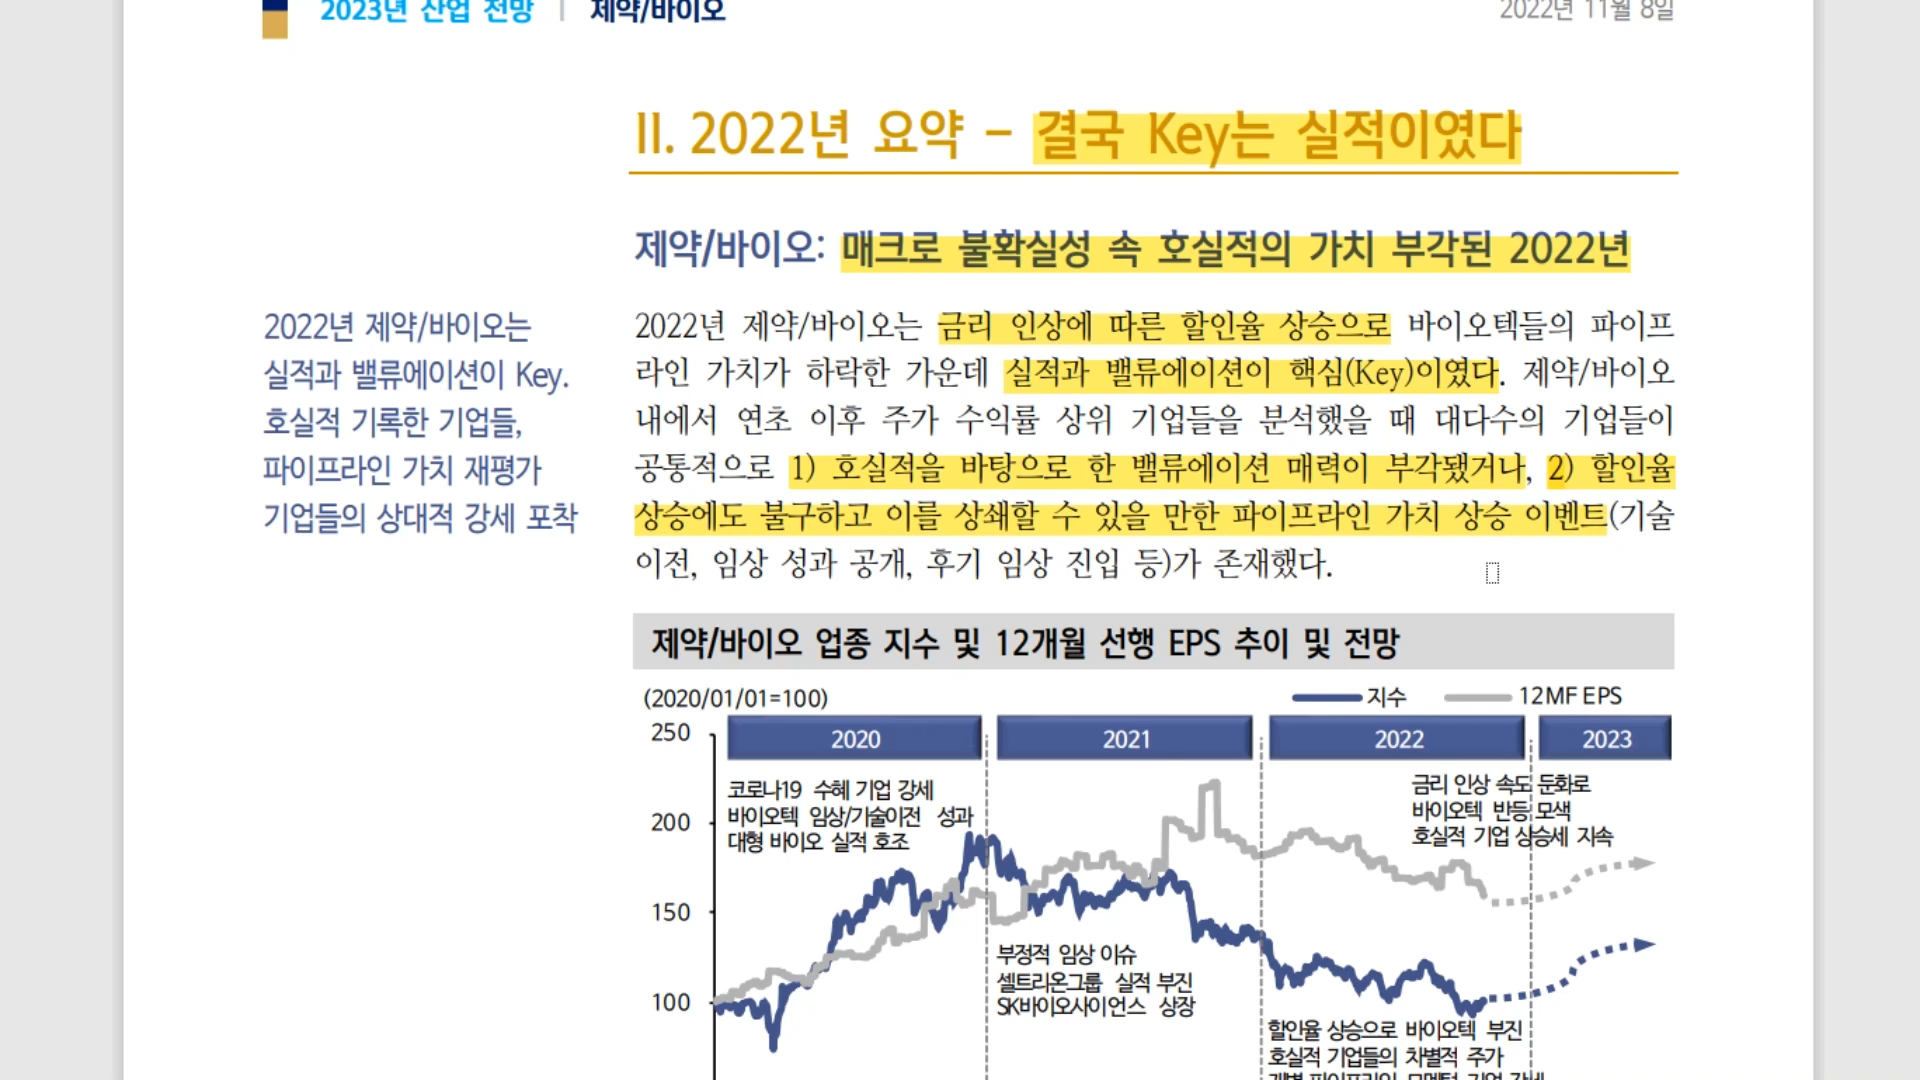 2023년 산업 전망 | 제약/바이오
2022년 11월 8일
II. 2022년 요약 – 결국 Key는 실적이였다
제약/바이오: 매크로 불확실성 속 호실적의 가치 부각된 2022년
2022년 제약/바이오는
실적과 밸류에이션이 Key.
호실적 기록한 기업들,
파이프라인 가치 재평가
기업들의 상대적 강세 포착
2022년 제약/바이오는 금리 인상에 따른 할인율 상승으로 바이오텍들의 파이프
라인 가치가 하락한 가운데 실적과 밸류에이션이 핵심(Key)이였다. 제약/바이오
내에서 연초 이후 주가 수익률 상위 기업들을 분석했을 때 대다수의 기업들이
공통적으로 1) 호실적을 바탕으로 한 밸류에이션 매력이 부각됐거나, 2) 할인율
상승에도 불구하고 이를 상쇄할 수 있을 만한 파이프라인 가치 상승 이벤트(기술
이전, 임상 성과 공개, 후기 임상 진입 등)가 존재했다.
제약/바이오 업종 지수 및 12개월 선행 EPS 추이 및 전망
(2020/01/01=100)
지수
12MF EPS
250
2020
2021
2022
2023
코로나19 수혜 기업 강세
바이오텍 임상/기술이전 성과
대형 바이오 실적 호조
금리 인상 속도 둔화로
바이오텍 반등 모색
호실적 기업 상승세 지속
200
150
부정적 임상 이슈
셀트리온그룹 실적 부진
SK바이오사이언스 상장
100
할인율 상승으로 바이오텍 부진
호실적 기업들의 차별적 주가
개별 파이프라인 모멘텀 기업 강세